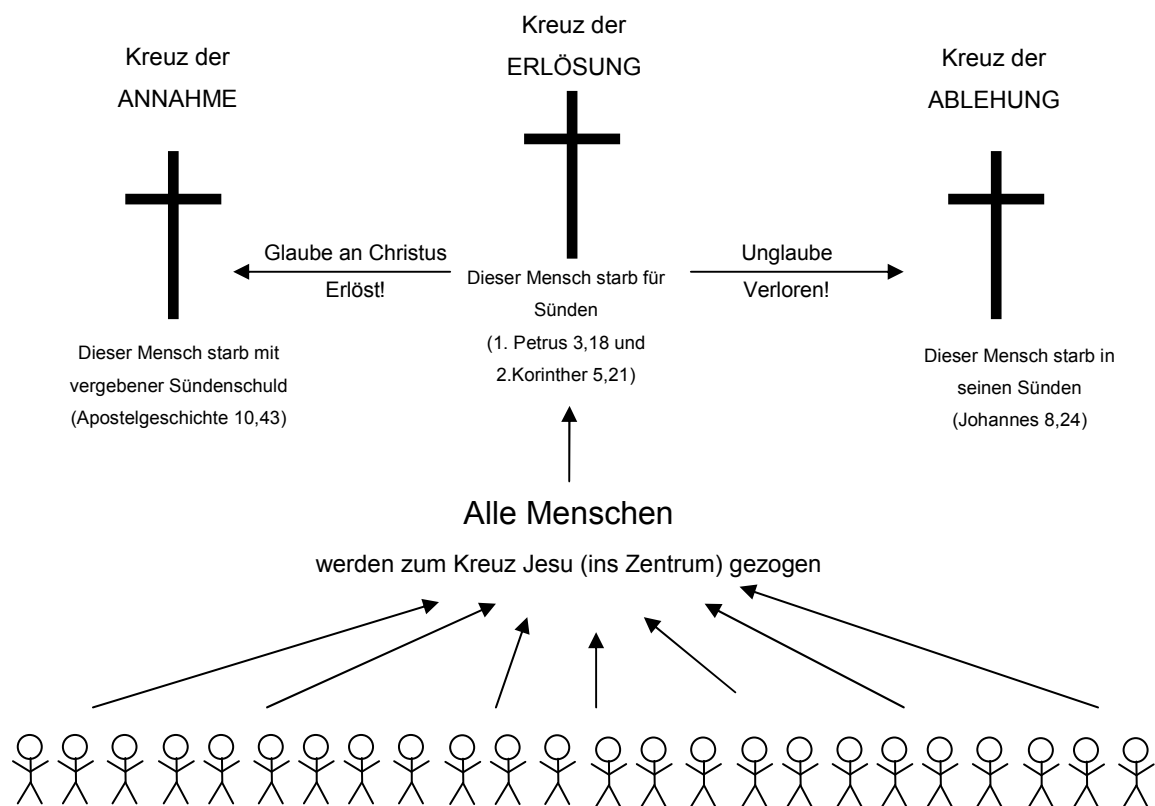 Kreuz der
ANNAHME
Kreuz der
ERLÖSUNG
Kreuz der
ABLEHUNG
Glaube an Christus
Erlöst!
Unglaube
Verloren!
Dieser Mensch starb mit
vergebener Sündenschuld
(Apostelgeschichte 10,43)
Dieser Mensch starb für
Sünden
(1. Petrus 3,18 und
2.Korinther 5,21)
Dieser Mensch starb in
seinen Sünden
(Johannes 8,24)
Alle Menschen
werden zum Kreuz Jesu (ins Zentrum) gezogen